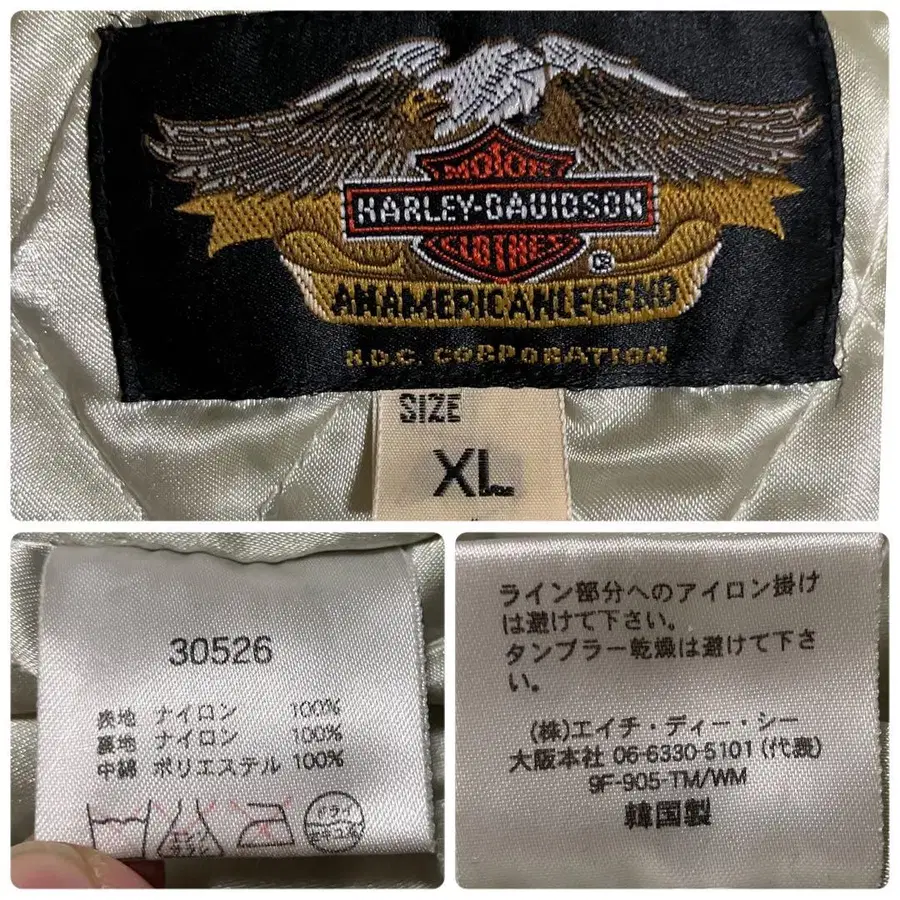 MOTOR
HARLEY-DAVIDSON
CLOTHES
®
AN AMERICAN LEGEND
H.D.C. CORPORATION
SIZE
XL
30526
表地 ナイロン 100%
裏地 ナイロン 100%
中綿 ポリエステル 100%
ドライ
ライン部分へのアイロン掛け
は避けて下さい。
タンブラー乾燥は避けて下さ
い。
(株)エイチ・ディー・シー
大阪本社 06-6330-5101(代表)
9F-905-TM/WM
韓国製